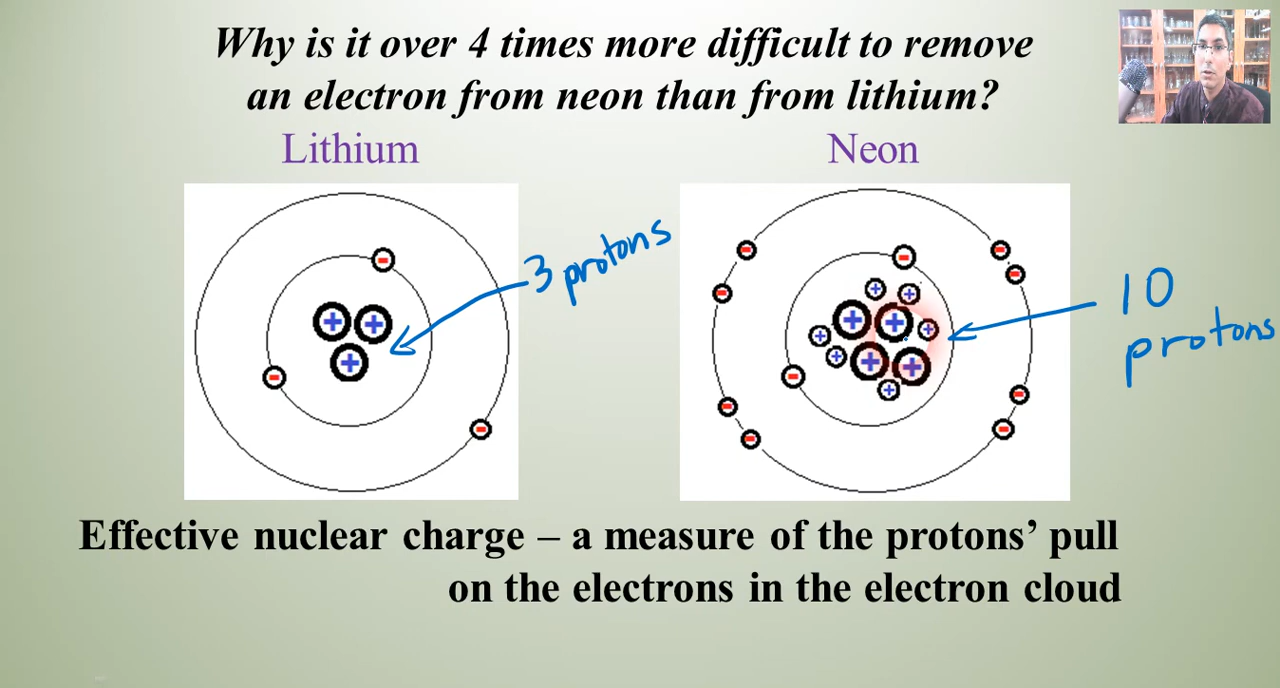 Why is it over 4 times more difficult to remove
an electron from neon than from lithium?
Lithium
Neon
3 protons
10
protons
Effective nuclear charge – a measure of the protons’ pull
on the electrons in the electron cloud